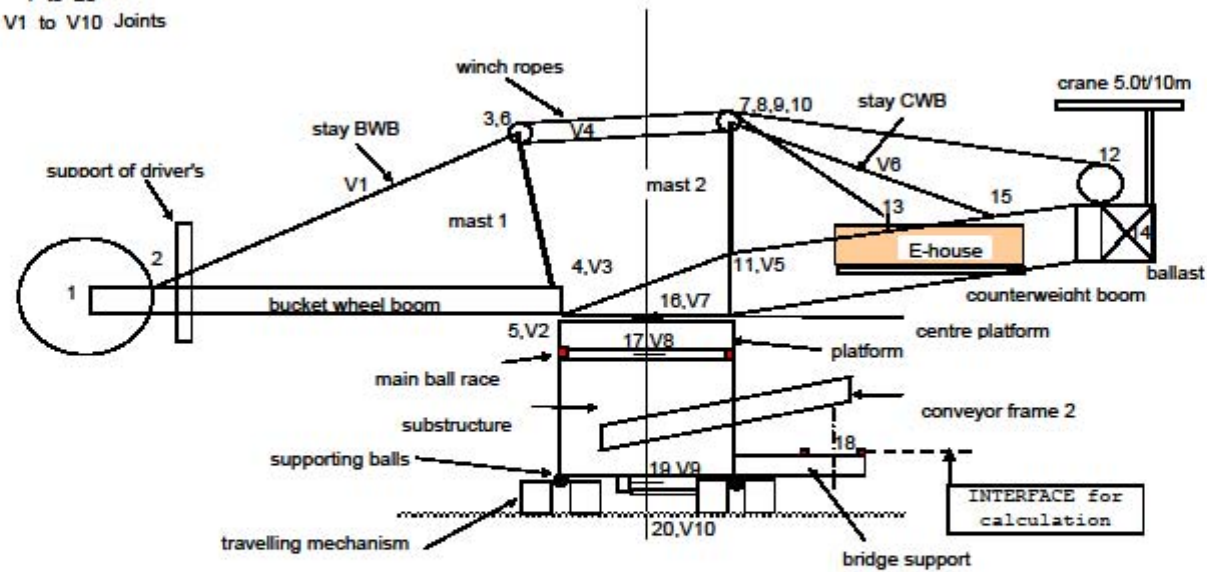 V1 to V10 Joints
winch ropes
crane 5.0t/10m
stay BWB
3,6
7,8,9,10
stay CWB
V4
support of driver's
V1
mast 2
V6
12
mast 1
13
15
2
4,V3
11,V5
E-house
14
1
bucket wheel boom
16,V7
ballast
counterweight boom
5,V2
17,V8
centre platform
platform
main ball race
conveyor frame 2
substructure
18
supporting balls
19,V9
INTERFACE for
calculation
20,V10
travelling mechanism
bridge support